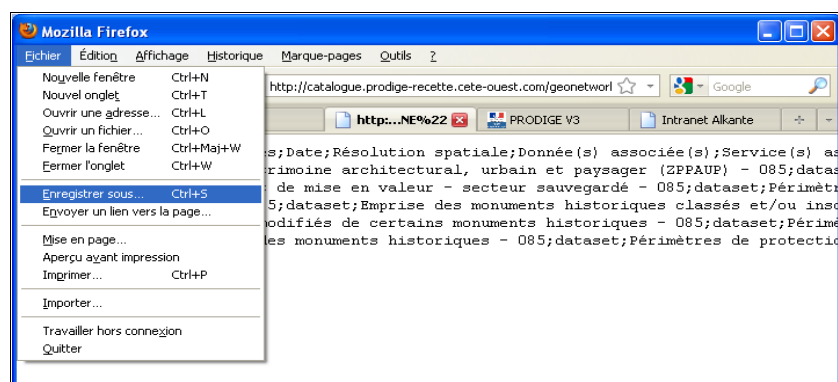 Mozilla Firefox
Fichier Édition Affichage Historique Marque-pages Outils ?
Nouvelle fenêtre Ctrl+N
http://catalogue.prodige-recette.cete-ouest.com/geonetworl
Google
Nouvel onglet Ctrl+T
Ouvrir une adresse... Ctrl+L
http:...NE%22
PRODIGE V3
Intranet Alkante
Ouvrir un fichier... Ctrl+O
Fermer la fenêtre Ctrl+Maj+W
s;Date;Résolution spatiale;Donnée(s) associée(s);Service(s) as
Fermer l'onglet Ctrl+W
rimoine architectural, urbain et paysager (ZPPAUP) - 085;datas
Enregistrer sous... Ctrl+S
de mise en valeur - secteur sauvegardé - 085;dataset;Périmètr
Envoyer un lien vers la page...
5;dataset;Emprise des monuments historiques classés et/ou insc
odifiés de certains monuments historiques - 085;dataset;Périmè
Mise en page...
les monuments historiques - 085;dataset;Périmètres de protectio
Aperçu avant impression
Imprimer... Ctrl+P
Importer...
Travailler hors connexion
Quitter